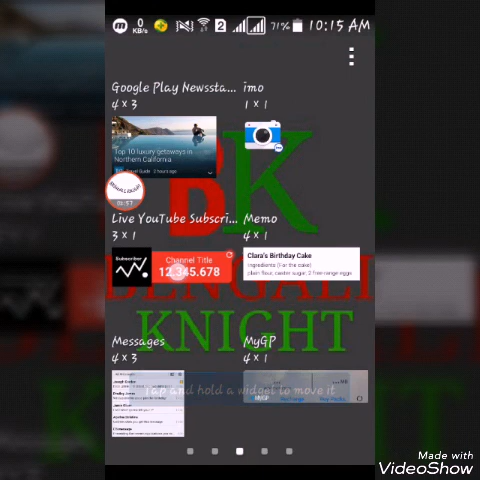 0
KB/s
2
71%
10:15 AM
Google Play Newssta...
4 x 3
imo
1 x 1
Top 10 luxury getaways in
Northern California
Live YouTube Subscri...
3 x 1
Memo
4 x 1
Subscriber
Channel Title
12,345,678
Clara's Birthday Cake
Ingredients (For the cake)
plain flour, caster sugar, 2 free-range eggs
BK
BENGALI
KNIGHT
Messages
4 x 3
MyGP
4 x 1
Tap and hold a widget to move it
MyGP
Made with
VideoShow